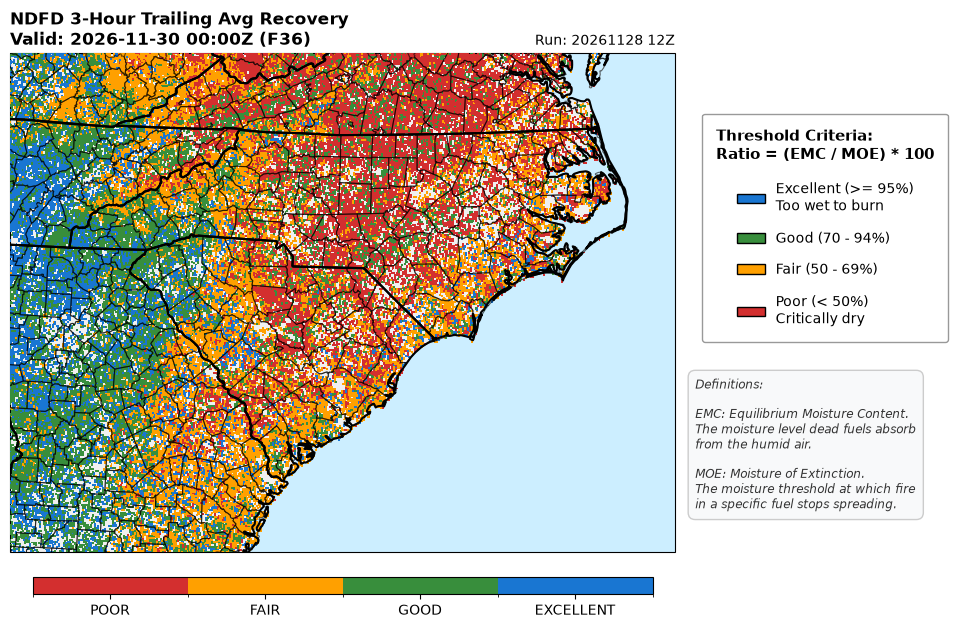 NDFD 3-Hour Trailing Avg Recovery
Valid: 2026-11-30 00:00Z (F36)
Run: 20261128 12Z
Threshold Criteria:
Ratio = (EMC / MOE) * 100
Excellent (>= 95%)
Too wet to burn
Good (70 - 94%)
Fair (50 - 69%)
Poor (< 50%)
Critically dry
Definitions:
EMC: Equilibrium Moisture Content.
The moisture level dead fuels absorb
from the humid air.
MOE: Moisture of Extinction.
The moisture threshold at which fire
in a specific fuel stops spreading.
POOR
FAIR
GOOD
EXCELLENT